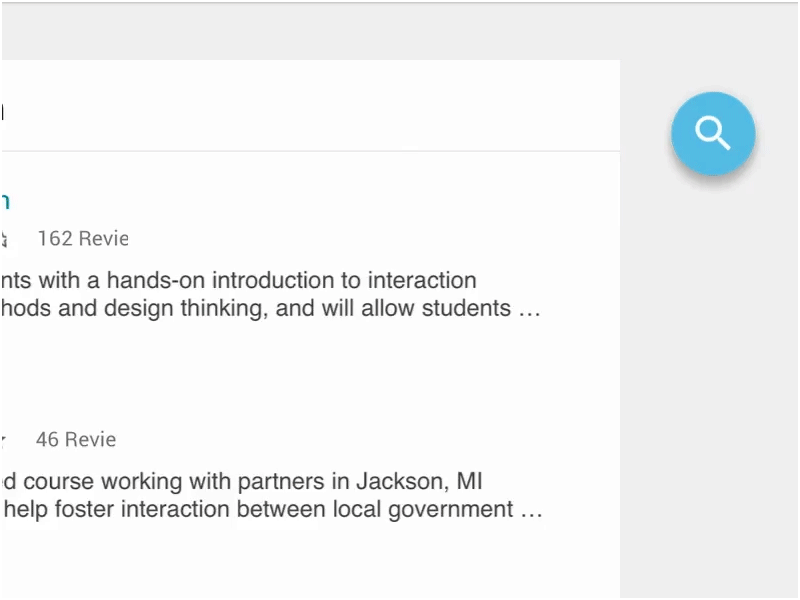 162 Revie
nts with a hands-on introduction to interaction
hods and design thinking, and will allow students …
46 Revie
d course working with partners in Jackson, MI
help foster interaction between local government …